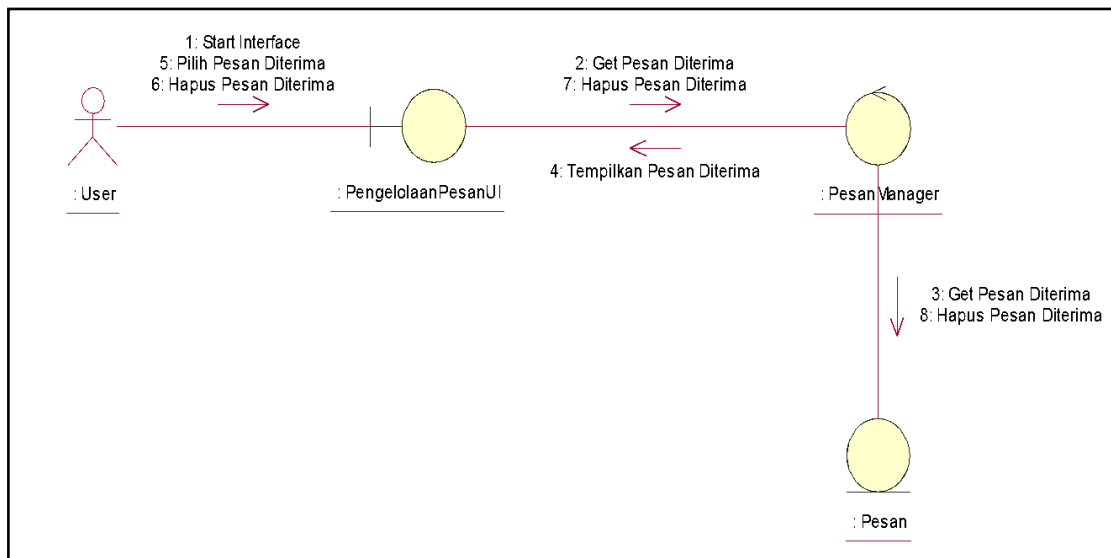 1: Start Interface
5: Pilih Pesan Diterima
6: Hapus Pesan Diterima
2: Get Pesan Diterima
7: Hapus Pesan Diterima
4: Tempilkan Pesan Diterima
: User
: PengelolaanPesanUI
: PesanManager
3: Get Pesan Diterima
8: Hapus Pesan Diterima
: Pesan